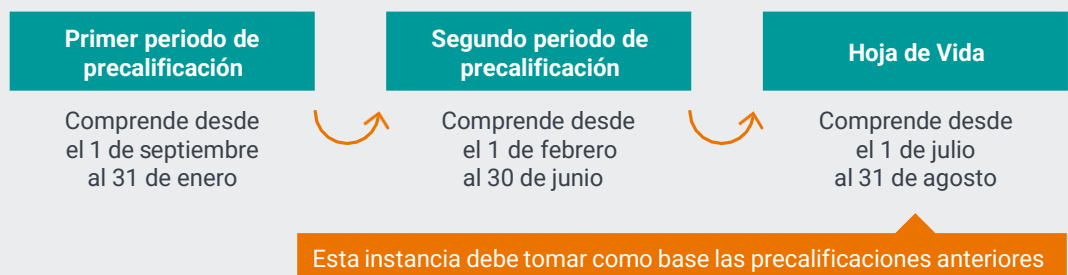 Primer periodo de
precalificación
Comprende desde
el 1 de septiembre
al 31 de enero
Segundo periodo de
precalificación
Comprende desde
el 1 de febrero
al 30 de junio
Hoja de Vida
Comprende desde
el 1 de julio
al 31 de agosto
Esta instancia debe tomar como base las precalificaciones anteriores